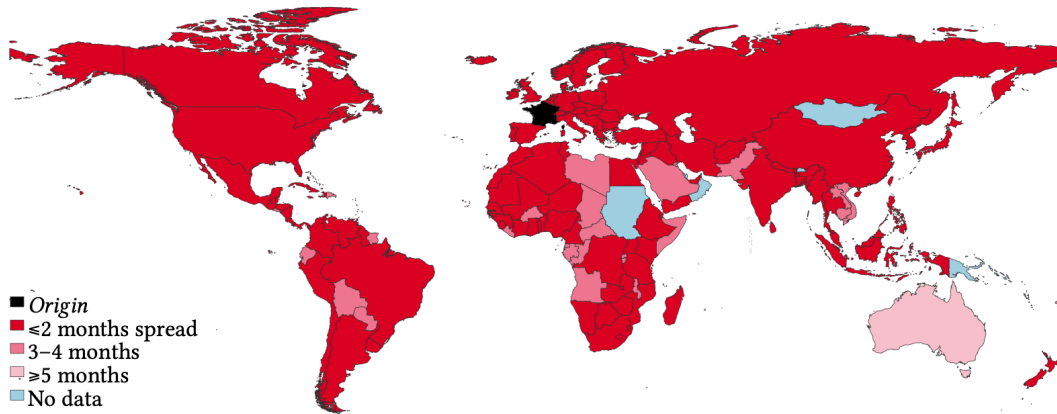 Origin
⩽2 months spread
3–4 months
⩾5 months
No data